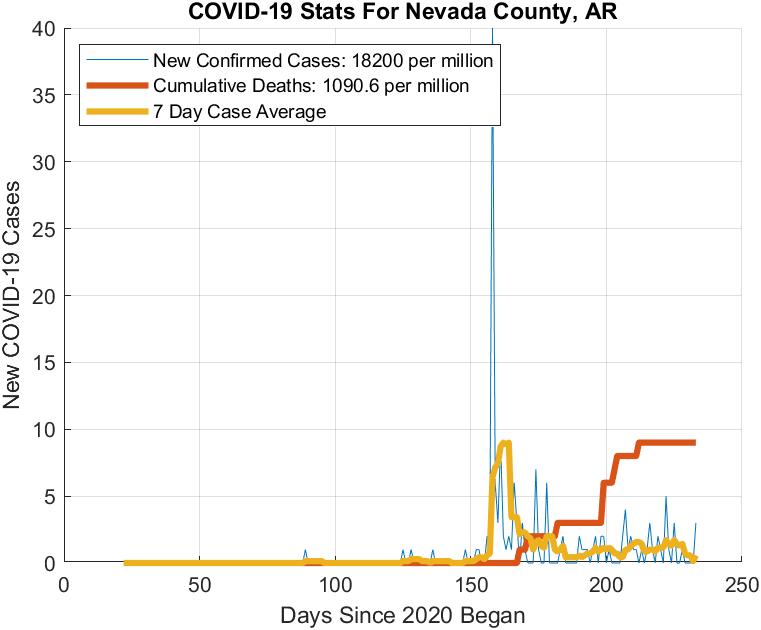 COVID-19 Stats For Nevada County, AR
New Confirmed Cases: 18200 per million
Cumulative Deaths: 1090.6 per million
7 Day Case Average
New COVID-19 Cases
40
35
30
25
20
15
10
5
0
0 50 100 150 200 250
Days Since 2020 Began